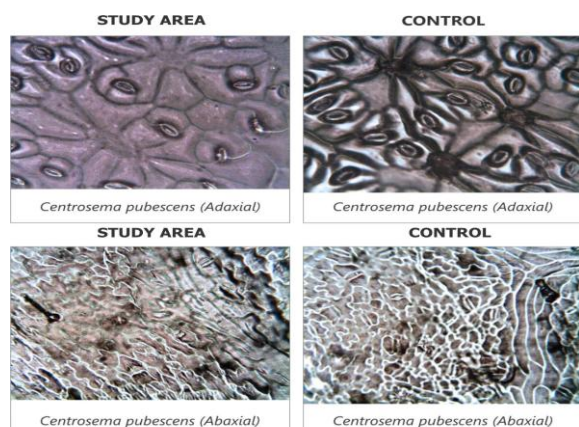 STUDY AREA
CONTROL
Centrosema pubescens (Adaxial)
Centrosema pubescens (Adaxial)
STUDY AREA
CONTROL
Centrosema pubescens (Abaxial)
Centrosema pubescens (Abaxial)